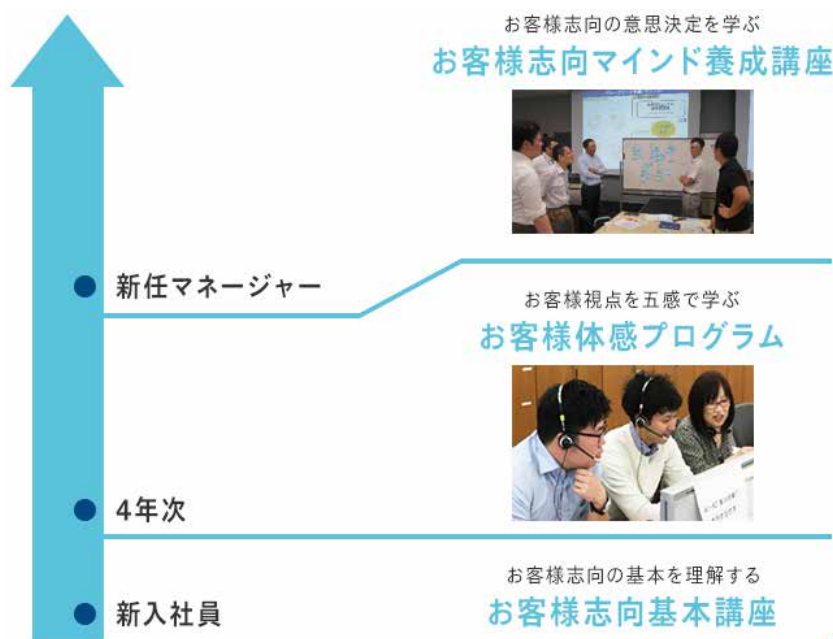 お客様志向の意思決定を学ぶ
お客様志向マインド養成講座
新任マネージャー
お客様視点を五感で学ぶ
お客様体感プログラム
4年次
お客様志向の基本を理解する
新入社員
お客様志向基本講座